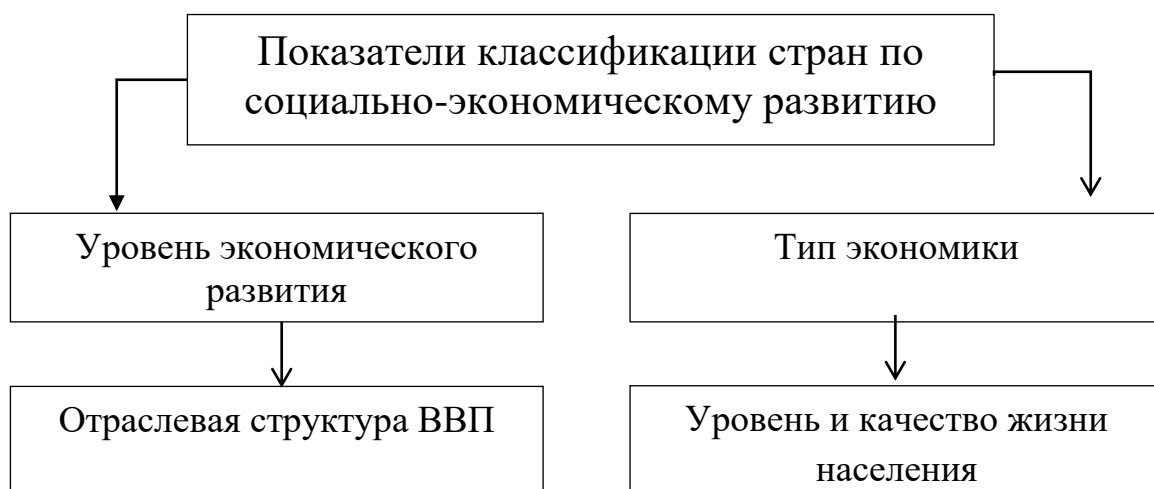 Показатели классификации стран по
социально-экономическому развитию
Уровень экономического
развития
Тип экономики
Отраслевая структура ВВП
Уровень и качество жизни
населения